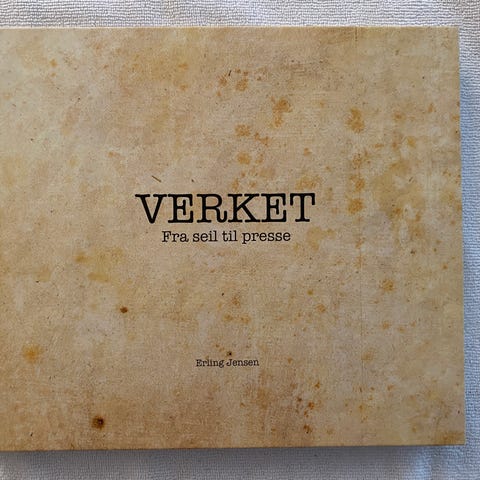 VERKET
Fra seil til presse
Erling Jensen